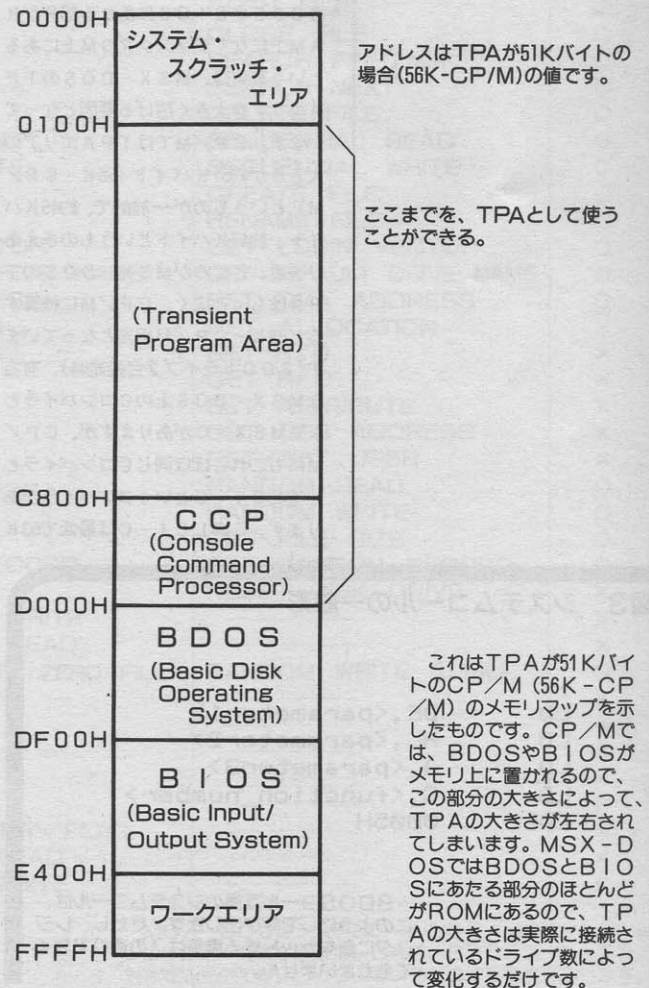 0000H
システム・
スクラッチ・
エリア
0100H
アドレスはTPAが51Kバイトの
場合(56K-CP/M)の値です。
ここまでを、TPAとして使う
ことができる。
(Transient
Program Area)
C800H
CCP
(Console
Command
Processor)
D000H
BDOS
(Basic Disk
Operating
System)
DF00H
BIOS
(Basic Input/
Output System)
E400H
ワークエリア
FFFFH
これはTPAが51Kバイ
トのCP/M(56K-CP
/M)のメモリマップを示
したものです。CP/Mで
は、BDOSやBIOSが
メモリ上に置かれるので、
この部分の大きさによって、
TPAの大きさが左右され
てしまいます。MSX-D
OSではBDOSとBIO
Sにあたる部分のほとんど
がROMにあるので、TP
Aの大きさは実際に接続さ
れているドライブ数によっ
て変化するだけです。